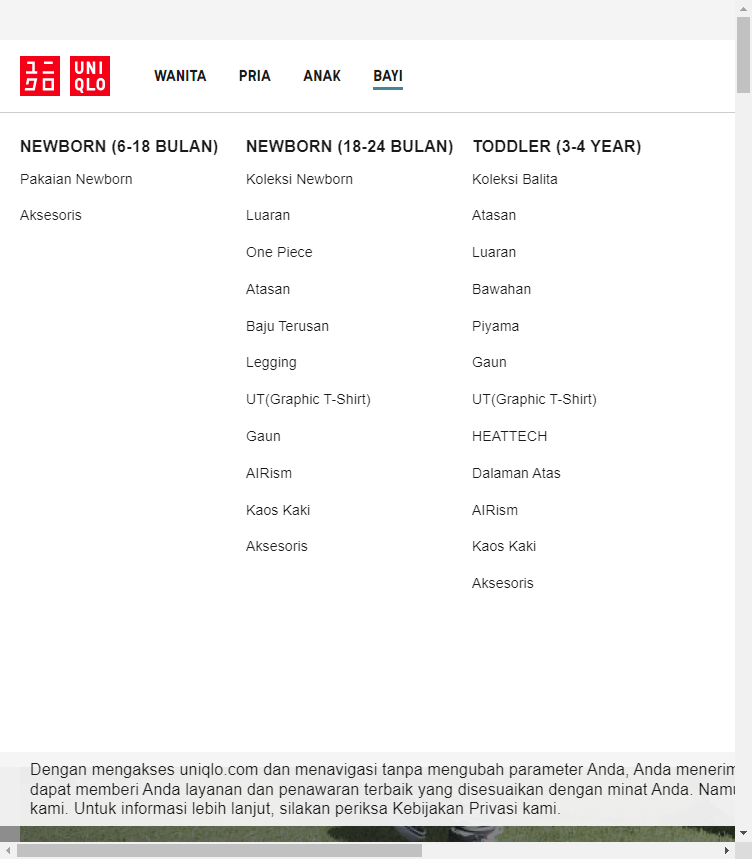 ユニ UNI
クロ QLO
WANITA PRIA ANAK BAYI
NEWBORN (6-18 BULAN)
Pakaian Newborn
Aksesoris
NEWBORN (18-24 BULAN)
Koleksi Newborn
Luaran
One Piece
Atasan
Baju Terusan
Legging
UT(Graphic T-Shirt)
Gaun
AIRism
Kaos Kaki
Aksesoris
TODDLER (3-4 YEAR)
Koleksi Balita
Atasan
Luaran
Bawahan
Piyama
Gaun
UT(Graphic T-Shirt)
HEATTECH
Dalaman Atas
AIRism
Kaos Kaki
Aksesoris
Dengan mengakses uniqlo.com dan menavigasi tanpa mengubah parameter Anda, Anda menerim
dapat memberi Anda layanan dan penawaran terbaik yang disesuaikan dengan minat Anda. Namu
kami. Untuk informasi lebih lanjut, silakan periksa Kebijakan Privasi kami.